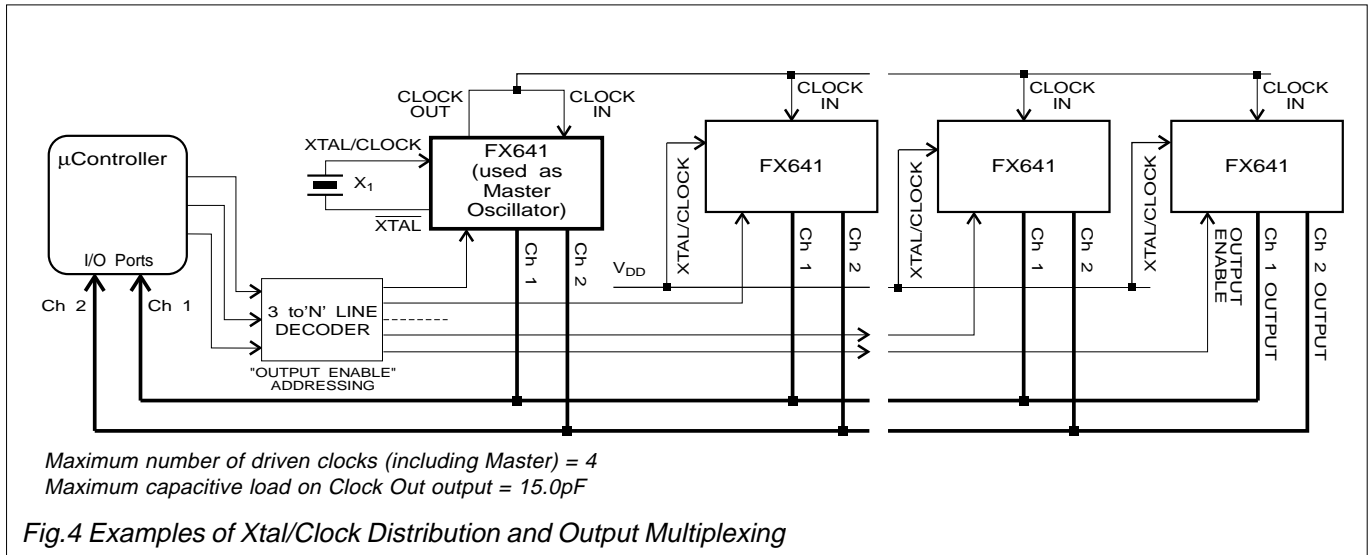 CLOCK
OUT
CLOCK
IN
CLOCK
IN
CLOCK
IN
CLOCK
IN
µController
I/O Ports
Ch 2
Ch 1
XTAL/CLOCK
X1
XTAL
FX641
(used as
Master
Oscillator)
Ch 1
Ch 2
XTAL/CLOCK
FX641
Ch 1
Ch 2
XTAL/CLOCK
FX641
Ch 1
Ch 2
XTAL/CLOCK
FX641
OUTPUT
ENABLE
Ch 1 OUTPUT
Ch 2 OUTPUT
VDD
3 to'N' LINE
DECODER
"OUTPUT ENABLE"
ADDRESSING
Maximum number of driven clocks (including Master) = 4
Maximum capacitive load on Clock Out output = 15.0pF
Fig.4 Examples of Xtal/Clock Distribution and Output Multiplexing